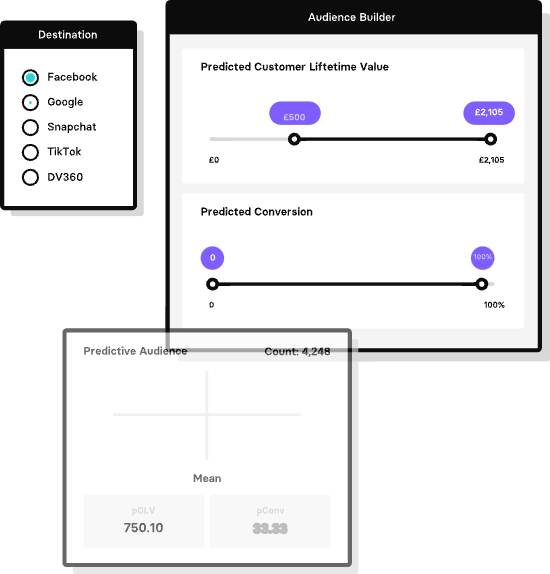 Destination
Facebook
Google
Snapchat
TikTok
DV360
Audience Builder
Predicted Customer Liftetime Value
£500
£2,105
£0
£2,105
Predicted Conversion
0
100%
0
100%
Predictive Audience
Count: 4,248
Mean
pCLV
750.10
pConv
33.33